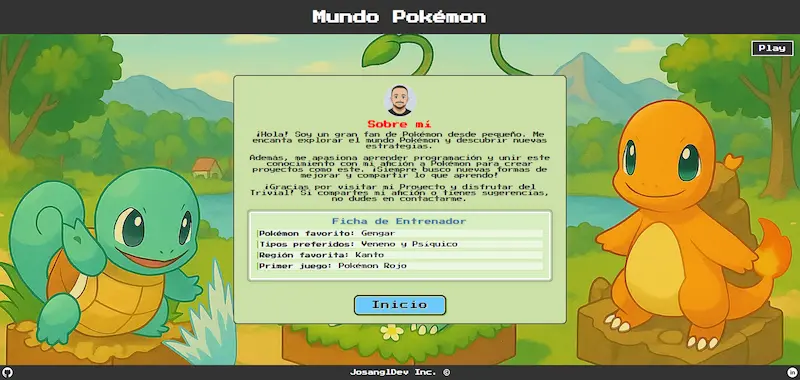 Mundo Pokémon
Play
Sobre mí
¡Hola! Soy un gran fan de Pokémon desde pequeño. Me
encanta explorar el mundo Pokémon y descubrir nuevas
estrategias.
Además, me apasiona aprender programación y unir este
conocimiento con mi afición a Pokémon para crear
proyectos como este. ¡Siempre busco nuevas formas de
mejorar y compartir lo que aprendo!
¡Gracias por visitar mi Proyecto y disfrutar del
Trivial! Si compartes mi afición o tienes sugerencias,
no dudes en contactarme.
Ficha de Entrenador
Pokémon favorito: Gengar
Tipos preferidos: Veneno y Psíquico
Región favorita: Kanto
Primer juego: Pokémon Rojo
Inicio
JosanglDev Inc. ©
in